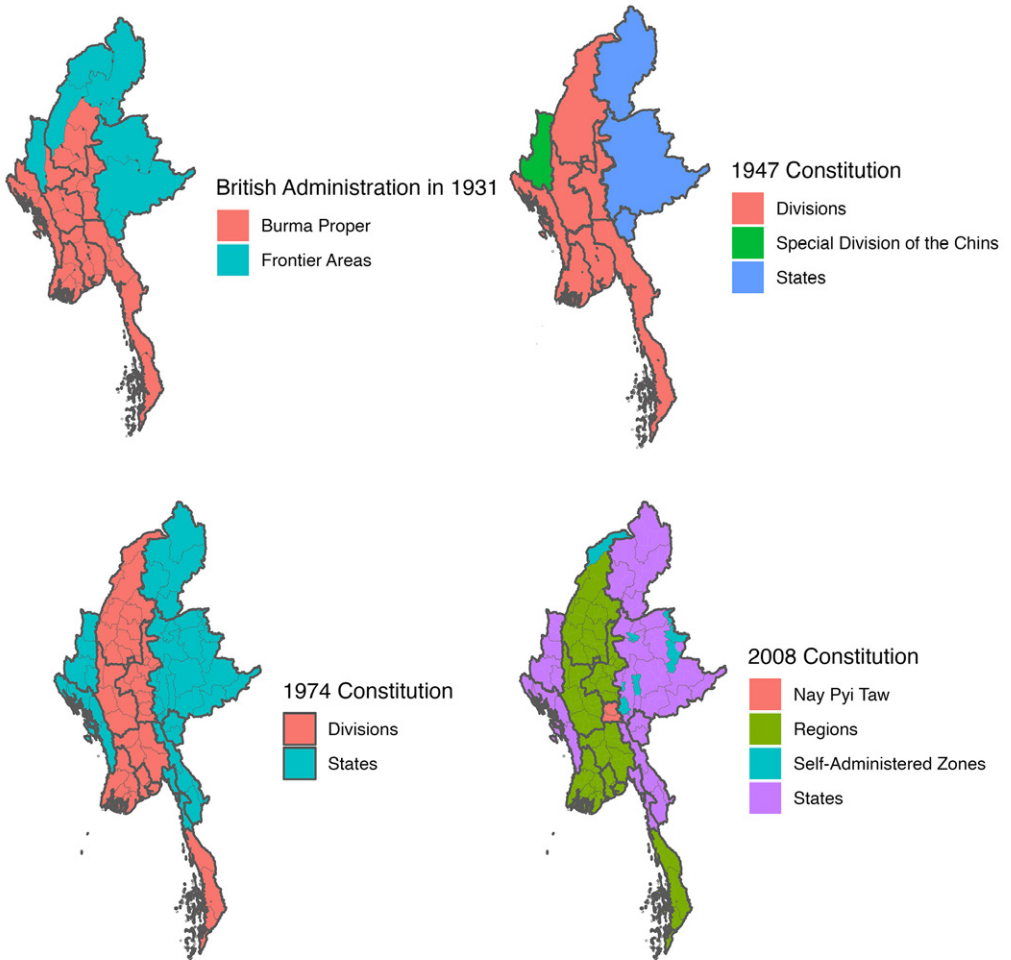 British Administration in 1931
Burma Proper
Frontier Areas
1947 Constitution
Divisions
Special Division of the Chins
States
1974 Constitution
Divisions
States
2008 Constitution
Nay Pyi Taw
Regions
Self-Administered Zones
States